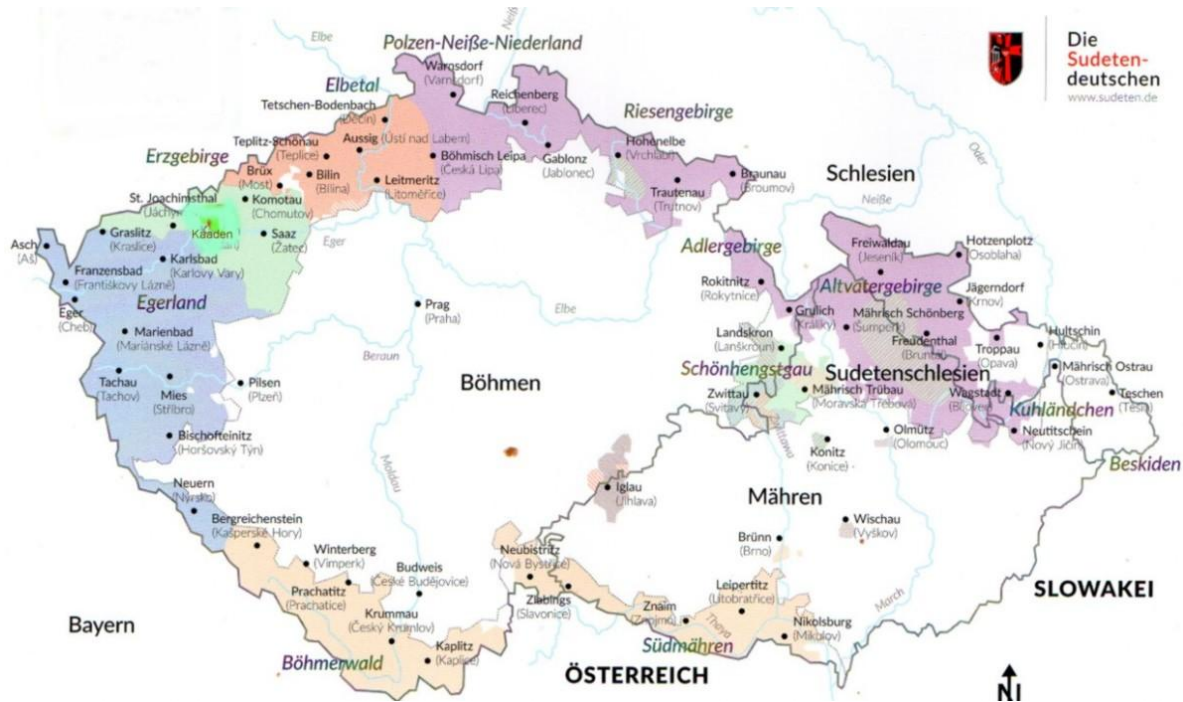 Die
Sudeten-
deutschen
www.sudeten.de
Elbe
Polzen-Neiße-Niederland
Warnsdorf
(Varnsdorf)
Elbetal
Tetschen-Bodenbach
(Děčín)
Reichenberg
(Liberec)
Riesengebirge
Oder
Teplitz-Schönau
(Teplice)
Aussig (Ústí nad Labem)
Erzgebirge
Böhmisch Leipa
(Česká Lípa)
Gablonz
(Jablonec)
Hohenelbe
(Vrchlabí)
Brüx
(Most)
Bilin
(Bílina)
Leitmeritz
(Litoměřice)
Trautenau
(Trutnov)
Braunau
(Broumov)
Schlesien
Neiße
St. Joachimsthal
Komotau
(Chomutov)
Graslitz
(Kraslice)
Kaaden
Saaz
(Žatec)
Eger
Asch
(Aš)
Karlsbad
(Karlovy Vary)
Adlergebirge
Freiwaldau
(Jeseník)
Hotzenplotz
(Osoblaha)
Franzensbad
(Františkovy Lázně)
Rokitnitz
(Rokytnice)
Altvatergebirge
Egerland
Eger
(Cheb)
Prag
(Praha)
Elbe
Grulich
(Králíky)
Mährisch Schönberg
(Šumperk)
Jägerndorf
(Krnov)
Marienbad
(Mariánské Lázně)
Landskron
(Lanškroun)
Freudenthal
(Bruntál)
Troppau
(Opava)
Hultschin
Beraun
Schönhengstgau
Sudetenschlesien
Mährisch Ostrau
(Ostrava)
Tachau
(Tachov)
Mies
(Stříbro)
Pilsen
(Plzeň)
Böhmen
Zwittau
(Svitavy)
Mährisch Trübau
(Moravská Třebová)
Wagstadt
Teschen
Kuhländchen
Bischofteinitz
(Horšovský Týn)
Moldau
Zwittawa
Konitz
(Konice)
Olmütz
(Olomouc)
Neutitschein
(Nový Jičín)
Beskiden
Neuern
(Nýrsko)
Iglau
(Jihlava)
Mähren
Bergreichenstein
(Kašperské Hory)
Wischau
(Vyškov)
Brünn
(Brno)
Winterberg
(Vimperk)
Budweis
(České Budějovice)
Neubistritz
(Nová Bystřice)
Prachatitz
(Prachatice)
Leipertitz
(Litobratřice)
SLOWAKEI
Zlabings
(Slavonice)
March
Bayern
Krummau
(Český Krumlov)
Znaim
(Znojmo)
Thaya
Nikolsburg
(Mikulov)
Böhmerwald
Kaplitz
(Kaplice)
Südmähren
ÖSTERREICH